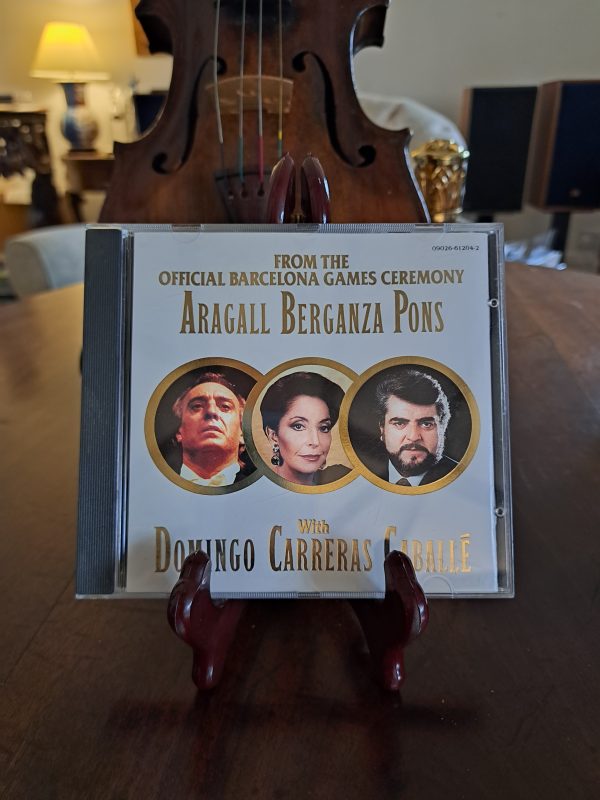 09026-61204-2
FROM THE
OFFICIAL BARCELONA GAMES CEREMONY
ARAGALL BERGANZA PONS
With
DOMINGO CARRERAS CABALLÉ